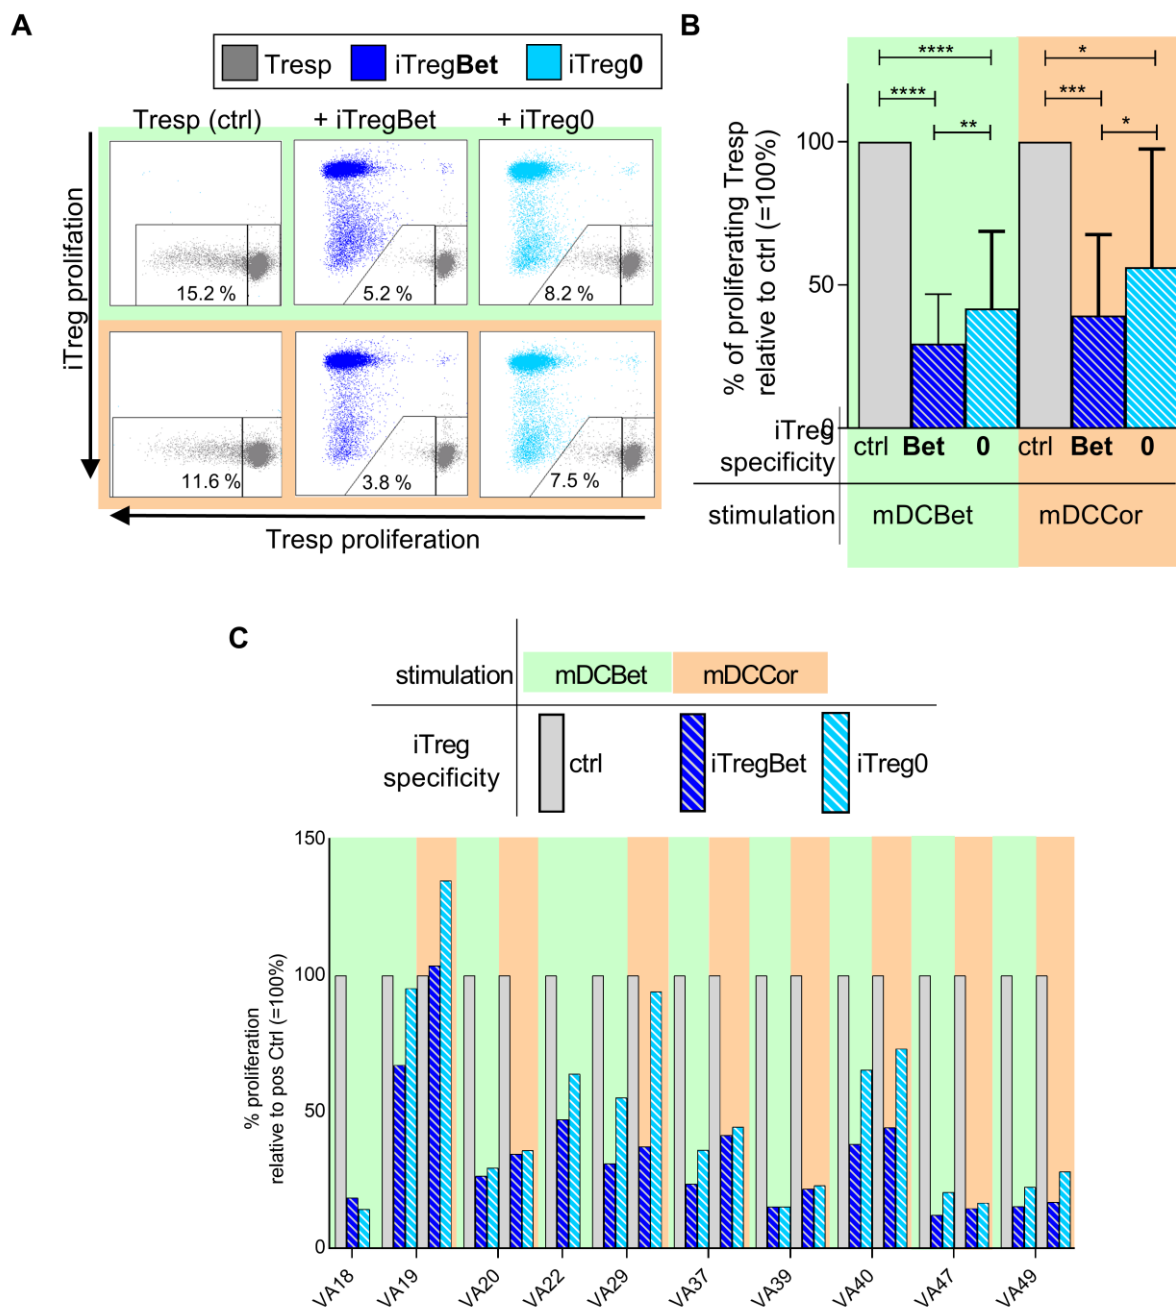 A
Tresp iTregBet iTreg0
Tresp (ctrl) + iTregBet + iTreg0
iTreg prolifation
15.2 % 5.2 % 8.2 %
11.6 % 3.8 % 7.5 %
Tresp proliferation
B
% of proliferating Tresp
relative to ctrl (=100%)
**** *
**** ***
** *
100
50
0
iTreg
specificity
ctrl Bet 0 ctrl Bet 0
stimulation mDCBet mDCCor
C
stimulation mDCBet mDCCor
iTreg
specificity
ctrl iTregBet iTreg0
% proliferation
relative to pos Ctrl (=100%)
150
100
50
0
VA18 VA19 VA20 VA22 VA29 VA37 VA39 VA40 VA47 VA49